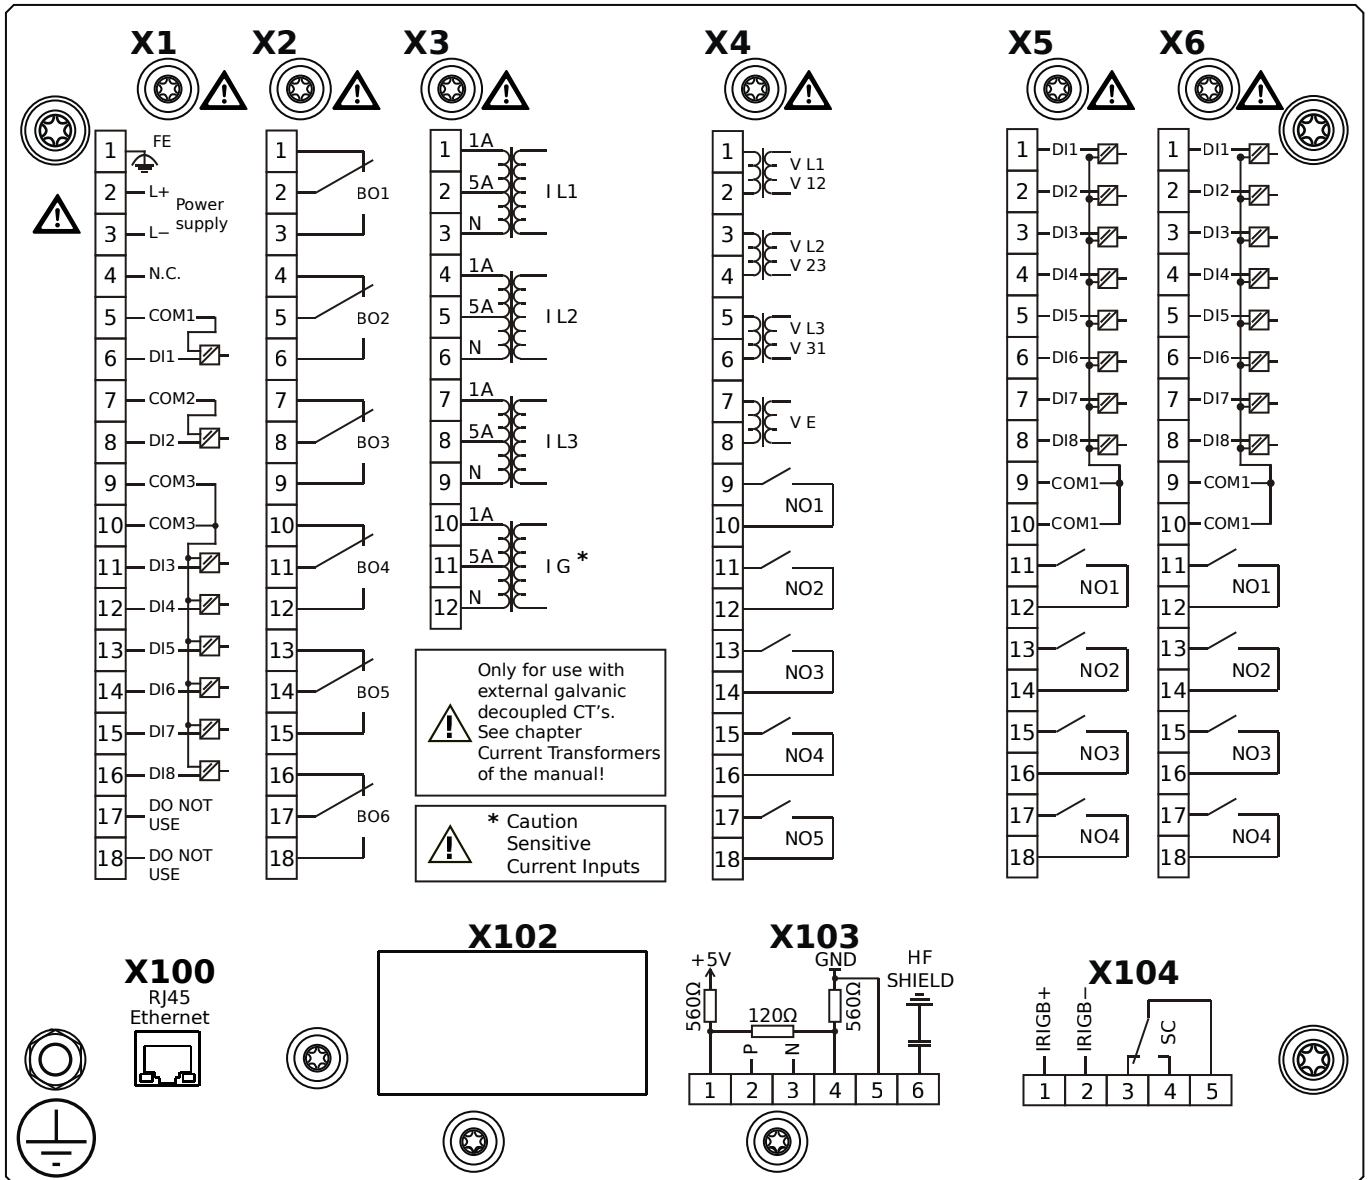 X1
X2
X3
X4
X5
X6
1 FE
2 L+
Power
supply
3 L−
4 N.C.
5 COM1
6 DI1
7 COM2
8 DI2
9 COM3
10 COM3
11 DI3
12 DI4
13 DI5
14 DI6
15 DI7
16 DI8
17 DO NOT
USE
18 DO NOT
USE
1
2 BO1
3
4
5 BO2
6
7
8 BO3
9
10
11 BO4
12
13
14 BO5
15
16
17 BO6
18
1 1A
2 5A I L1
3 N
4 1A
5 5A I L2
6 N
7 1A
8 5A I L3
9 N
10 1A
11 5A I G *
12 N
Only for use with
external galvanic
decoupled CT's.
See chapter
Current Transformers
of the manual!
* Caution
Sensitive
Current Inputs
1 V L1
2 V 12
3 V L2
4 V 23
5 V L3
6 V 31
7 V E
8
9 NO1
10
11 NO2
12
13 NO3
14
15 NO4
16
17 NO5
18
1 DI1
2 DI2
3 DI3
4 DI4
5 DI5
6 DI6
7 DI7
8 DI8
9 COM1
10 COM1
11 NO1
12
13 NO2
14
15 NO3
16
17 NO4
18
1 DI1
2 DI2
3 DI3
4 DI4
5 DI5
6 DI6
7 DI7
8 DI8
9 COM1
10 COM1
11 NO1
12
13 NO2
14
15 NO3
16
17 NO4
18
X100
RJ45
Ethernet
X102
X103
+5V GND HF
SHIELD
560Ω 120Ω 560Ω
P N
1 2 3 4 5 6
X104
IRIGB+ IRIGB− SC
1 2 3 4 5